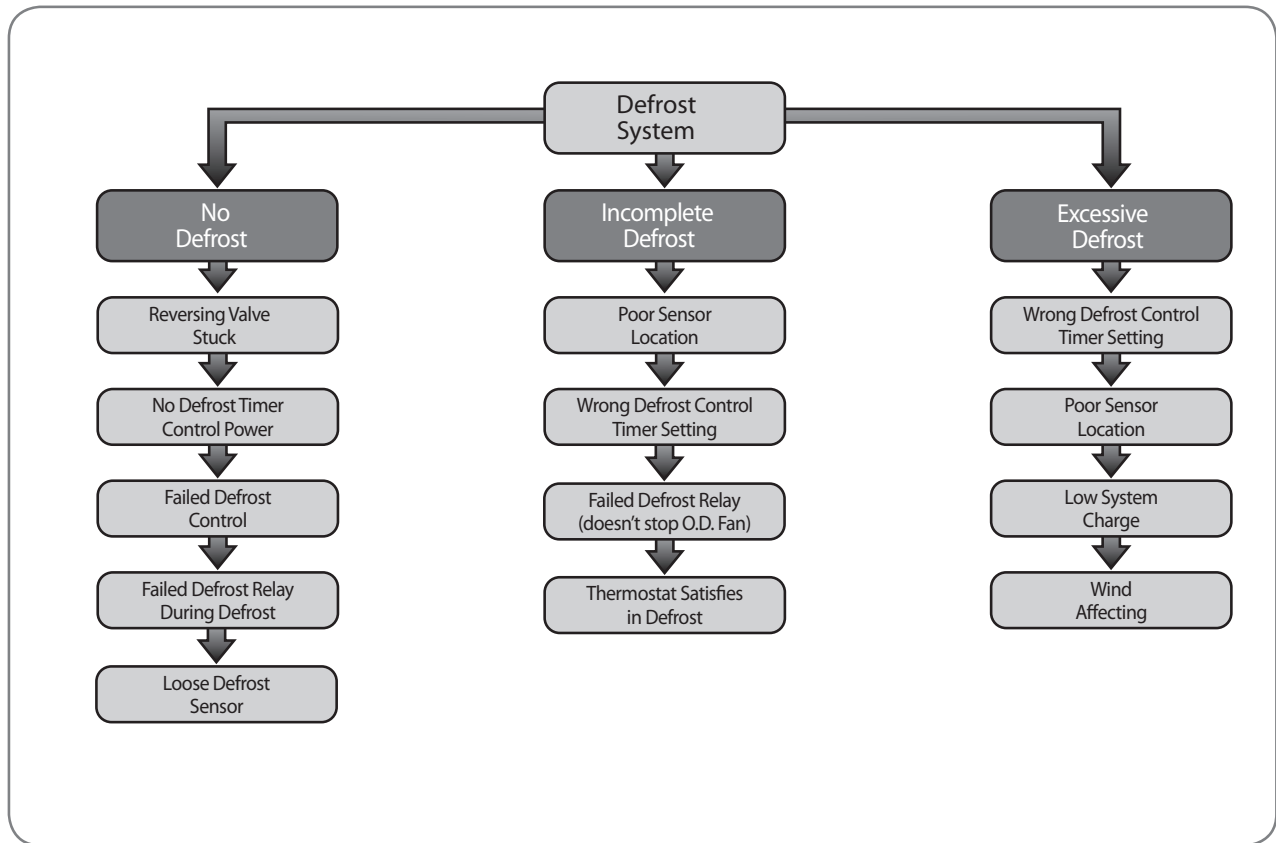 Defrost
System
No
Defrost
Reversing Valve
Stuck
No Defrost Timer
Control Power
Failed Defrost
Control
Failed Defrost Relay
During Defrost
Loose Defrost
Sensor
Incomplete
Defrost
Poor Sensor
Location
Wrong Defrost Control
Timer Setting
Failed Defrost Relay
(doesn't stop O.D. Fan)
Thermostat Satisfies
in Defrost
Excessive
Defrost
Wrong Defrost Control
Timer Setting
Poor Sensor
Location
Low System
Charge
Wind
Affecting